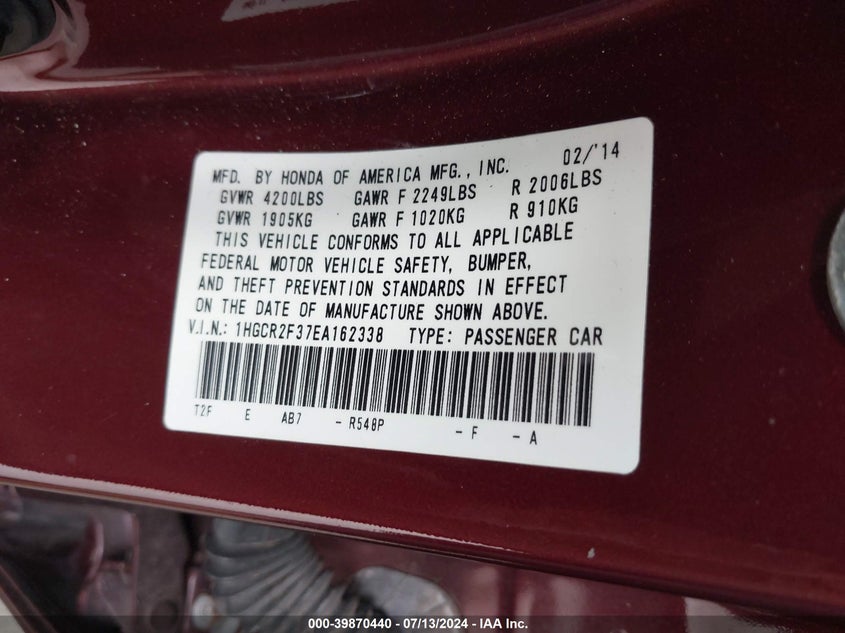 MFD. BY HONDA OF AMERICA MFG., INC. 02/'14
GVWR 4200LBS GAWR F 2249LBS R 2006LBS
GVWR 1905KG GAWR F 1020KG R 910KG
THIS VEHICLE CONFORMS TO ALL APPLICABLE
FEDERAL MOTOR VEHICLE SAFETY, BUMPER,
AND THEFT PREVENTION STANDARDS IN EFFECT
ON THE DATE OF MANUFACTURE SHOWN ABOVE.
V.I.N.: 1HGCR2F37EA162338 TYPE: PASSENGER CAR
T2F E AB7 - R548P - F - A
000-39870440 - 07/13/2024 - IAA Inc.